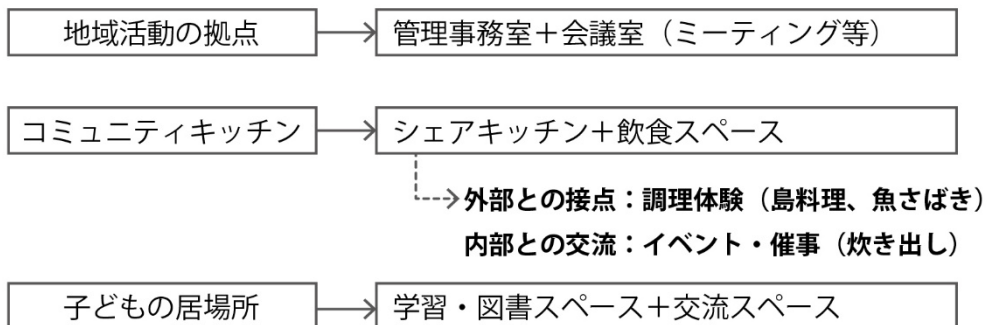 地域活動の拠点
管理事務室＋会議室（ミーティング等）
コミュニティキッチン
シェアキッチン＋飲食スペース
外部との接点：調理体験（島料理、魚さばき）
内部との交流：イベント・催事（炊き出し）
子どもの居場所
学習・図書スペース＋交流スペース